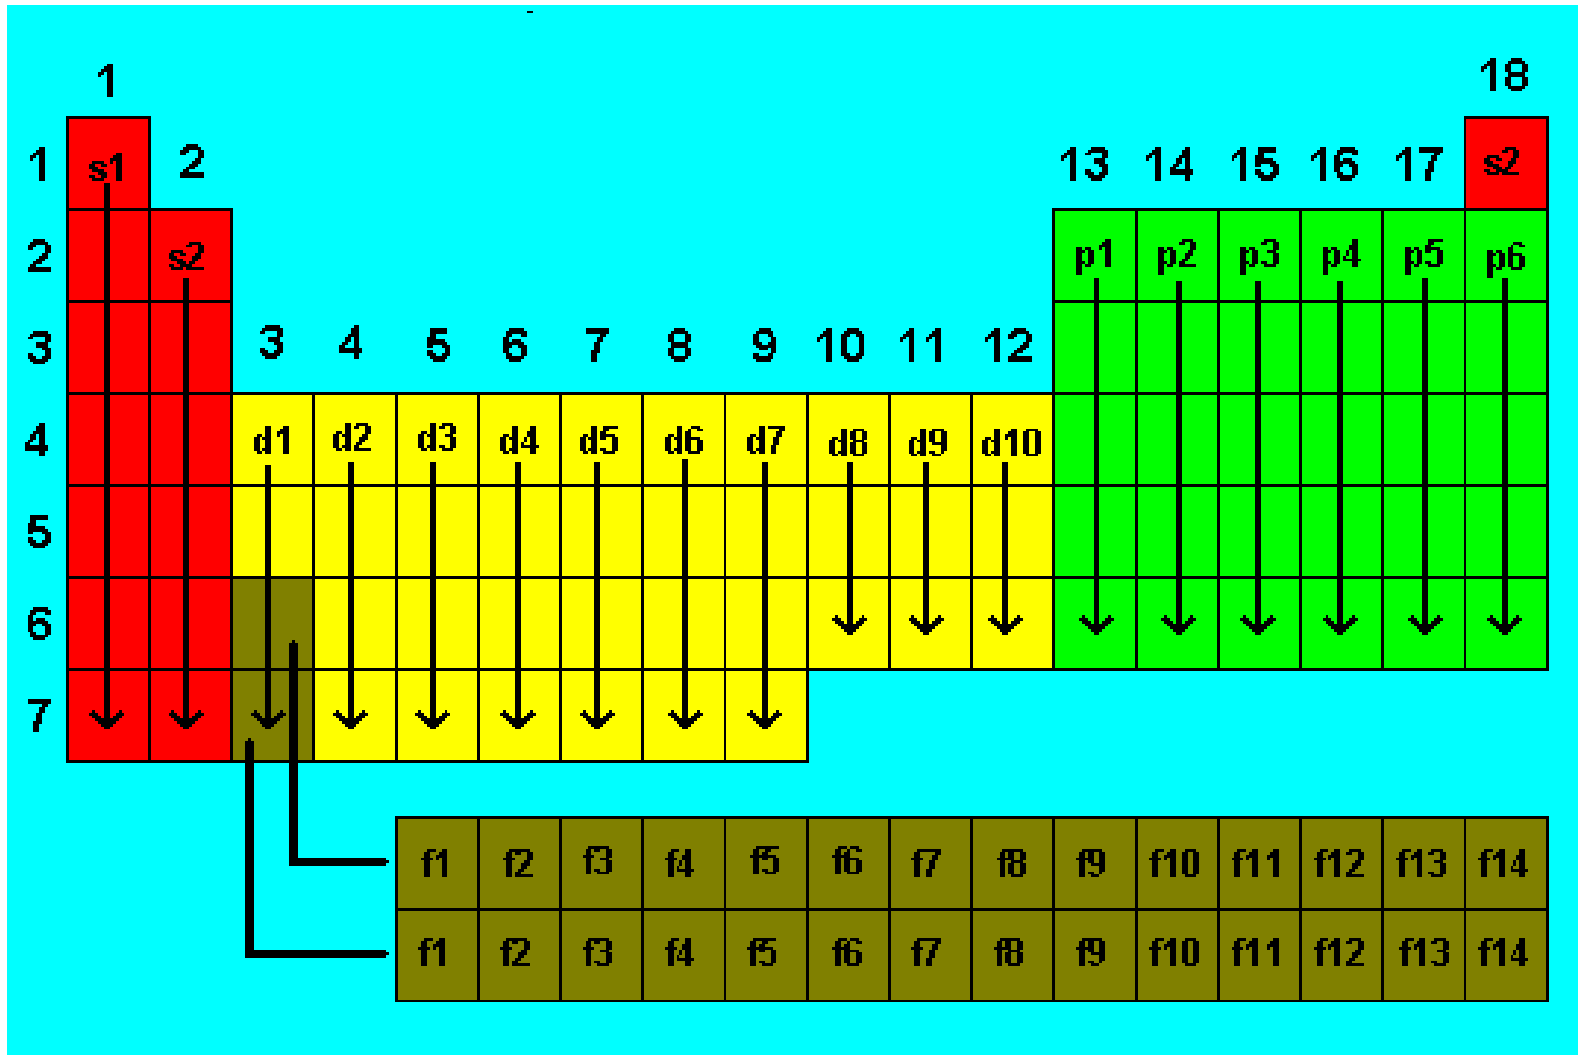 1 18
1 s1 2 13 14 15 16 17 s2
2 s2 p1 p2 p3 p4 p5 p6
3 3 4 5 6 7 8 9 10 11 12
4 d1 d2 d3 d4 d5 d6 d7 d8 d9 d10
5
6
7
f1 f2 f3 f4 f5 f6 f7 f8 f9 f10 f11 f12 f13 f14
f1 f2 f3 f4 f5 f6 f7 f8 f9 f10 f11 f12 f13 f14